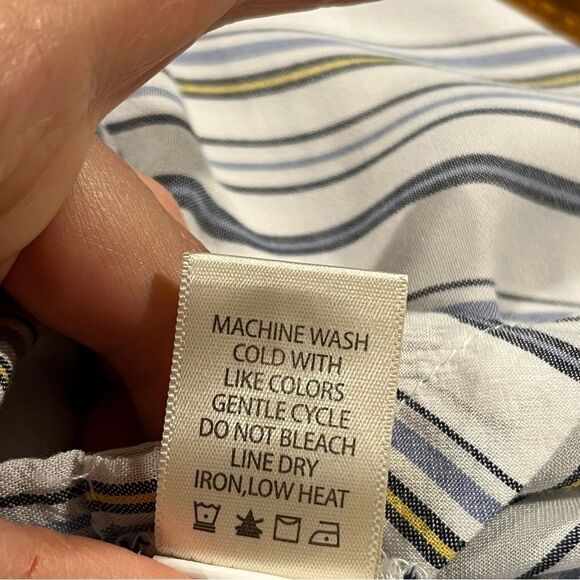 MACHINE WASH
COLD WITH
LIKE COLORS
GENTLE CYCLE
DO NOT BLEACH
LINE DRY
IRON,LOW HEAT